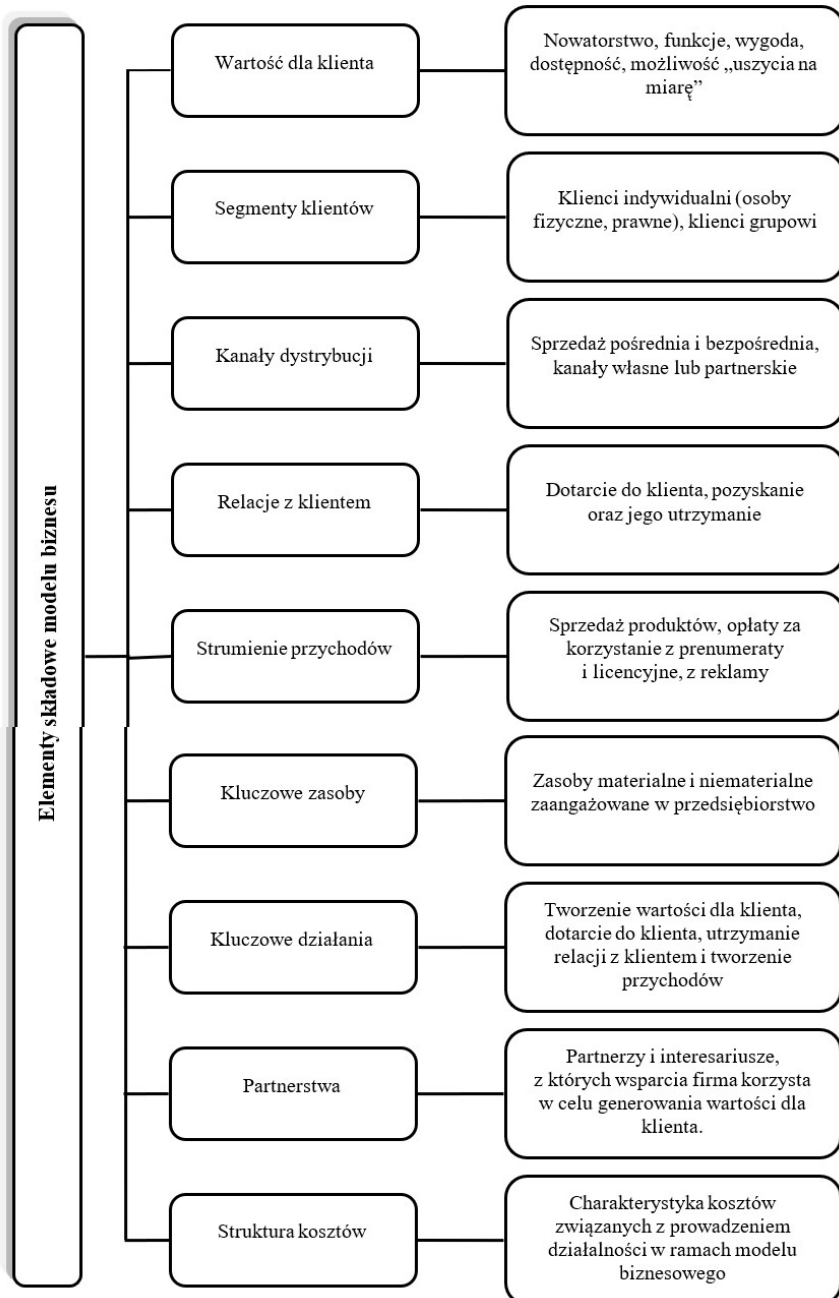 Elementy składowe modelu biznesu
Wartość dla klienta
Nowatorstwo, funkcje, wygoda,
dostępność, możliwość „uszycia na
miarę”
Segmenty klientów
Klienci indywidualni (osoby
fizyczne, prawne), klienci grupowi
Kanały dystrybucji
Sprzedaż pośrednia i bezpośrednia,
kanały własne lub partnerskie
Relacje z klientem
Dotarcie do klienta, pozyskanie
oraz jego utrzymanie
Strumienie przychodów
Sprzedaż produktów, opłaty za
korzystanie z prenumeraty
i licencyjne, z reklamy
Kluczowe zasoby
Zasoby materialne i niematerialne
zaangażowane w przedsiębiorstwo
Kluczowe działania
Tworzenie wartości dla klienta,
dotarcie do klienta, utrzymanie
relacji z klientem i tworzenie
przychodów
Partnerstwa
Partnerzy i interesariusze,
z których wsparcia firma korzysta
w celu generowania wartości dla
klienta.
Struktura kosztów
Charakterystyka kosztów
związanych z prowadzeniem
działalności w ramach modelu
biznesowego